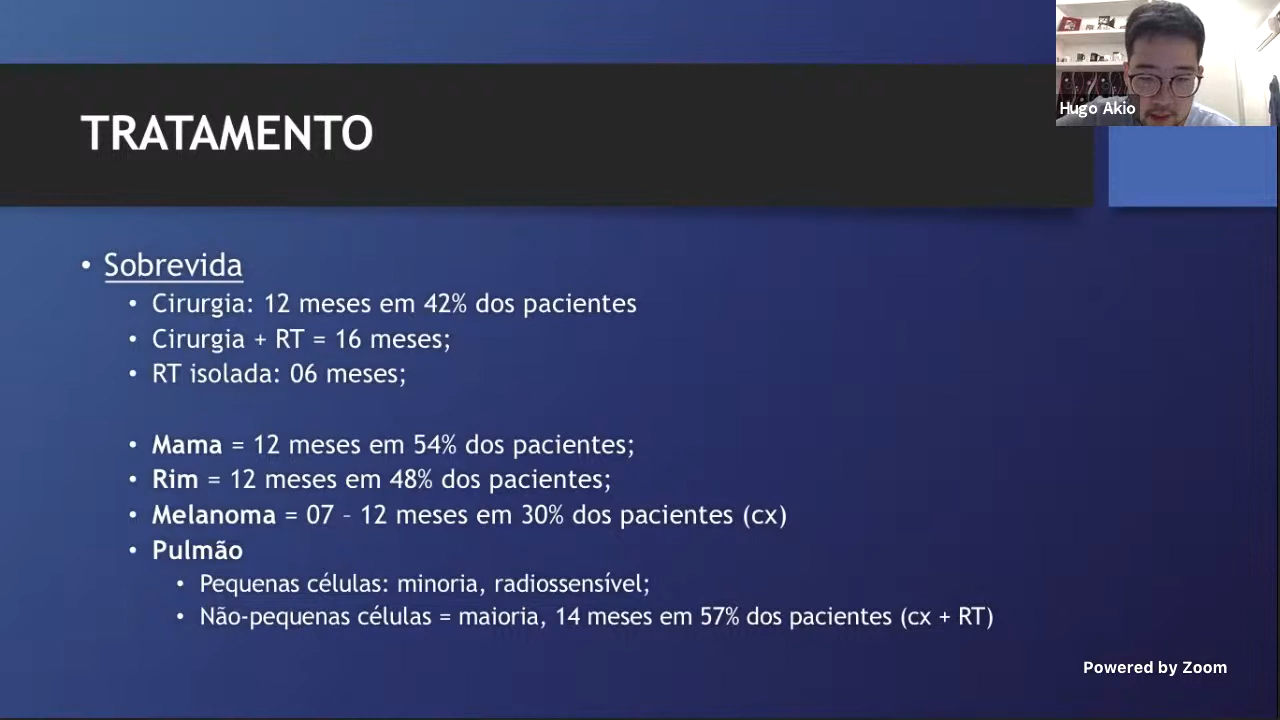 Hugo Akio
TRATAMENTO
• Sobrevida
• Cirurgia: 12 meses em 42% dos pacientes
• Cirurgia + RT = 16 meses;
• RT isolada: 06 meses;
• Mama = 12 meses em 54% dos pacientes;
• Rim = 12 meses em 48% dos pacientes;
• Melanoma = 07 – 12 meses em 30% dos pacientes (cx)
• Pulmão
• Pequenas células: minoria, radiossensível;
• Não-pequenas células = maioria, 14 meses em 57% dos pacientes (cx + RT)
Powered by Zoom